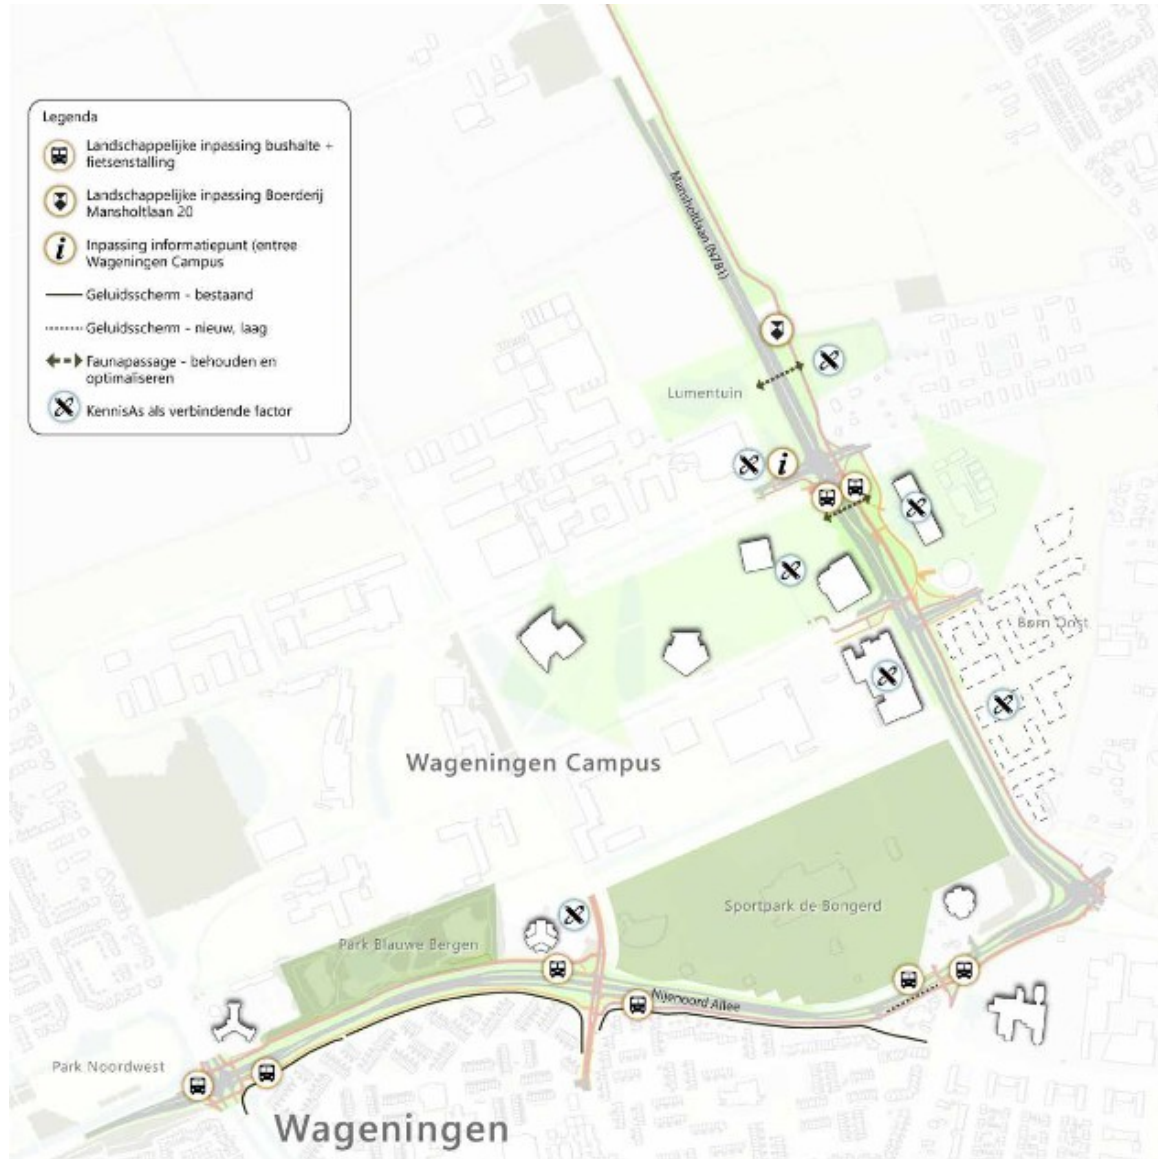 Legenda
Landschappelijke inpassing bushalte +
fietsenstalling
Landschappelijke inpassing Boerderij
Mansholtlaan 20
Inpassing informatiepunt (entree
Wageningen Campus
Geluidsscherm - bestaand
Geluidsscherm - nieuw, laag
Faunapassage - behouden en
optimaliseren
KennisAs als verbindende factor
Mansholtlaan (N781)
Lumentuin
Born Oost
Wageningen Campus
Sportpark de Bongerd
Park Blauwe Bergen
Nijenoord Allee
Park Noordwest
Wageningen